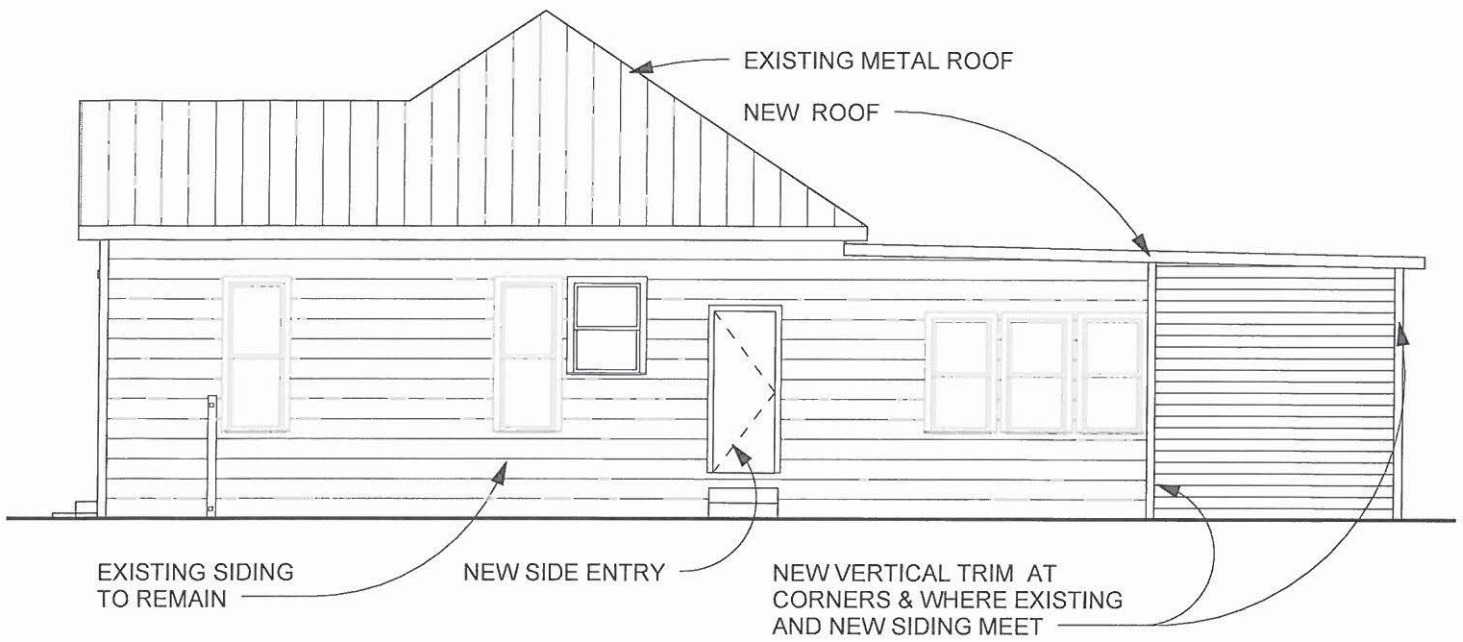 EXISTING METAL ROOF
NEW ROOF
EXISTING SIDING
TO REMAIN
NEW SIDE ENTRY
NEW VERTICAL TRIM AT
CORNERS & WHERE EXISTING
AND NEW SIDING MEET